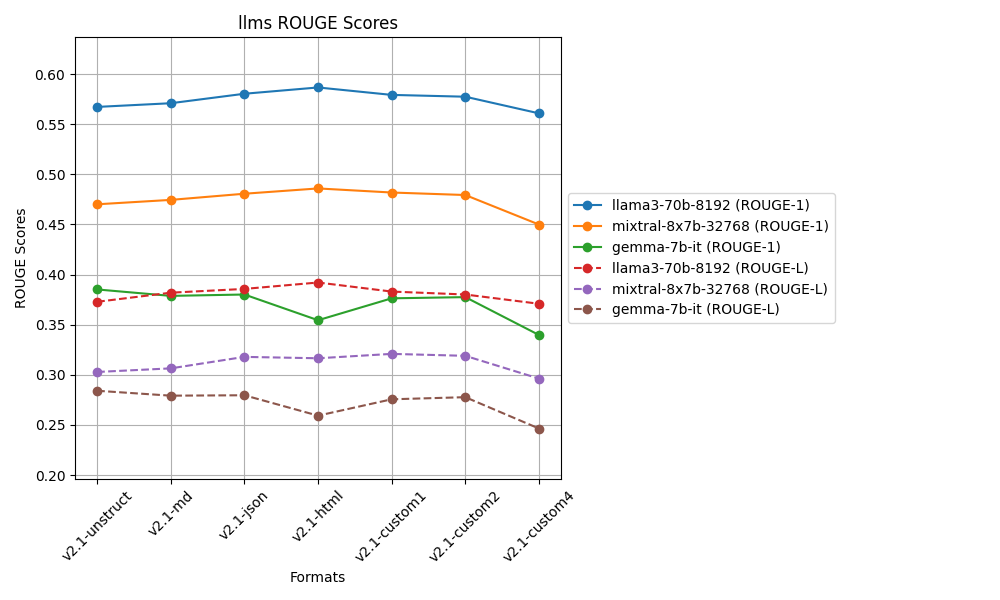 llms ROUGE Scores
ROUGE Scores
0.60
0.55
0.50
0.45
0.40
0.35
0.30
0.25
0.20
v2.1-unstruct
v2.1-md
v2.1-json
v2.1-html
v2.1-custom1
v2.1-custom2
v2.1-custom4
Formats
llama3-70b-8192 (ROUGE-1)
mixtral-8x7b-32768 (ROUGE-1)
gemma-7b-it (ROUGE-1)
llama3-70b-8192 (ROUGE-L)
mixtral-8x7b-32768 (ROUGE-L)
gemma-7b-it (ROUGE-L)